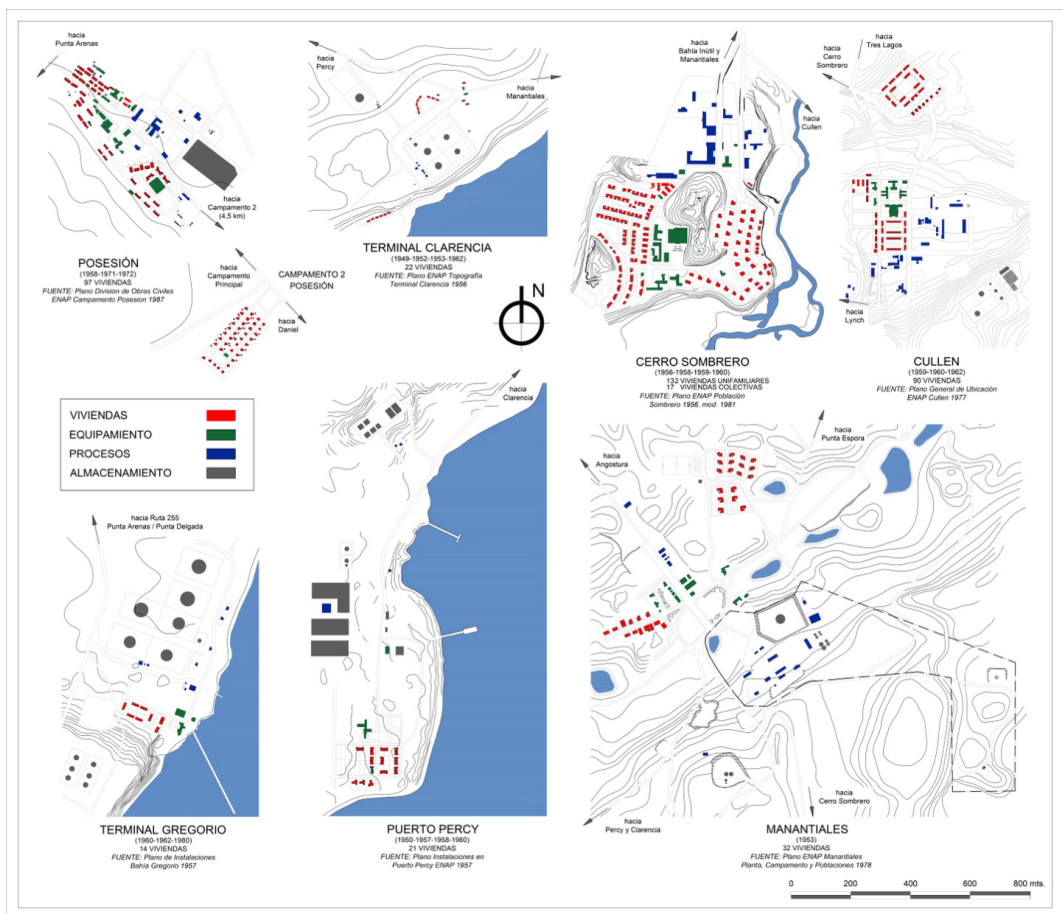 hacia
Punta Arenas
hacia
Campamento 2
(4,5 km)
POSESIÓN
(1958-1971-1972)
97 VIVIENDAS
FUENTE: Plano Division de Obras Civiles
ENAP Campamento Posesion 1987
hacia
Percy
hacia
Manantiales
TERMINAL CLARENCIA
(1949-1952-1953-1962)
22 VIVIENDAS
FUENTE: Plano ENAP Topografía
Terminal Clarencia 1956
hacia
Campamento
Principal
CAMPAMENTO 2
POSESIÓN
hacia
Daniel
N
hacia
Bahía Inútil y
Manantiales
hacia
Cullen
CERRO SOMBRERO
(1956-1958-1959-1960)
132 VIVIENDAS UNIFAMILIARES
17 VIVIENDAS COLECTIVAS
FUENTE: Plano ENAP Población
Sombrero 1956. mod. 1981
hacia
Tres Lagos
hacia
Cerro
Sombrero
hacia
Lynch
CULLEN
(1959-1960-1962)
90 VIVIENDAS
FUENTE: Plano General de Ubicación
ENAP Cullen 1977
VIVIENDAS
EQUIPAMIENTO
PROCESOS
ALMACENAMIENTO
hacia Ruta 255
Punta Arenas / Punta Delgada
TERMINAL GREGORIO
(1960-1962-1980)
14 VIVIENDAS
FUENTE: Plano de Instalaciones
Bahía Gregorio 1957
hacia
Clarencia
PUERTO PERCY
(1950-1957-1958-1960)
21 VIVIENDAS
FUENTE: Plano Instalaciones en
Puerto Percy ENAP 1957
hacia
Angostura
hacia
Punta Espora
hacia
Percy y Clarencia
hacia
Cerro Sombrero
MANANTIALES
(1953)
32 VIVIENDAS
FUENTE: Plano ENAP Manantiales
Planta, Campamento y Poblaciones 1978
0 200 400 600 800 mts.